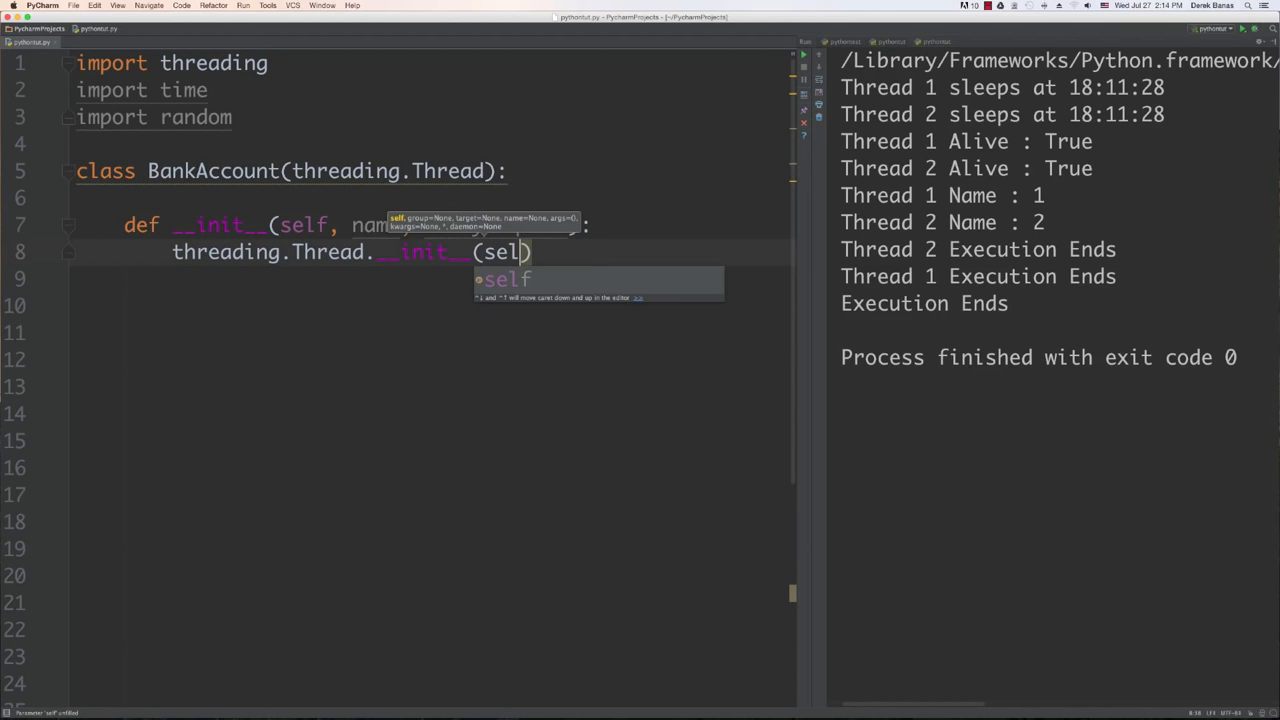 PyCharm File Edit View Navigate Code Refactor Run Tools VCS Window Help 10 Wed Jul 27 2:14 PM Derek Banas
pythontut.py - PycharmProjects - [~/PycharmProjects]
PycharmProjects pythontut.py pythontut
pythontut.py Run: pythontest pythontut pythontut
1 import threading
2 import time
3 import random
4
5 class BankAccount(threading.Thread):
6
self, group=None, target=None, name=None, args=(),
kwargs=None, *, daemon=None
7 def __init__(self, nam :
8 threading.Thread.__init__(sel)
self
^↓ and ^↑ will move caret down and up in the editor >>
9
10
11
12
13
14
15
16
17
18
19
20
21
22
23
24
/Library/Frameworks/Python.framework/
Thread 1 sleeps at 18:11:28
Thread 2 sleeps at 18:11:28
Thread 1 Alive : True
Thread 2 Alive : True
Thread 1 Name : 1
Thread 2 Name : 2
Thread 2 Execution Ends
Thread 1 Execution Ends
Execution Ends
Process finished with exit code 0
Parameter 'self' unfilled 8:38 LF‡ UTF-8‡